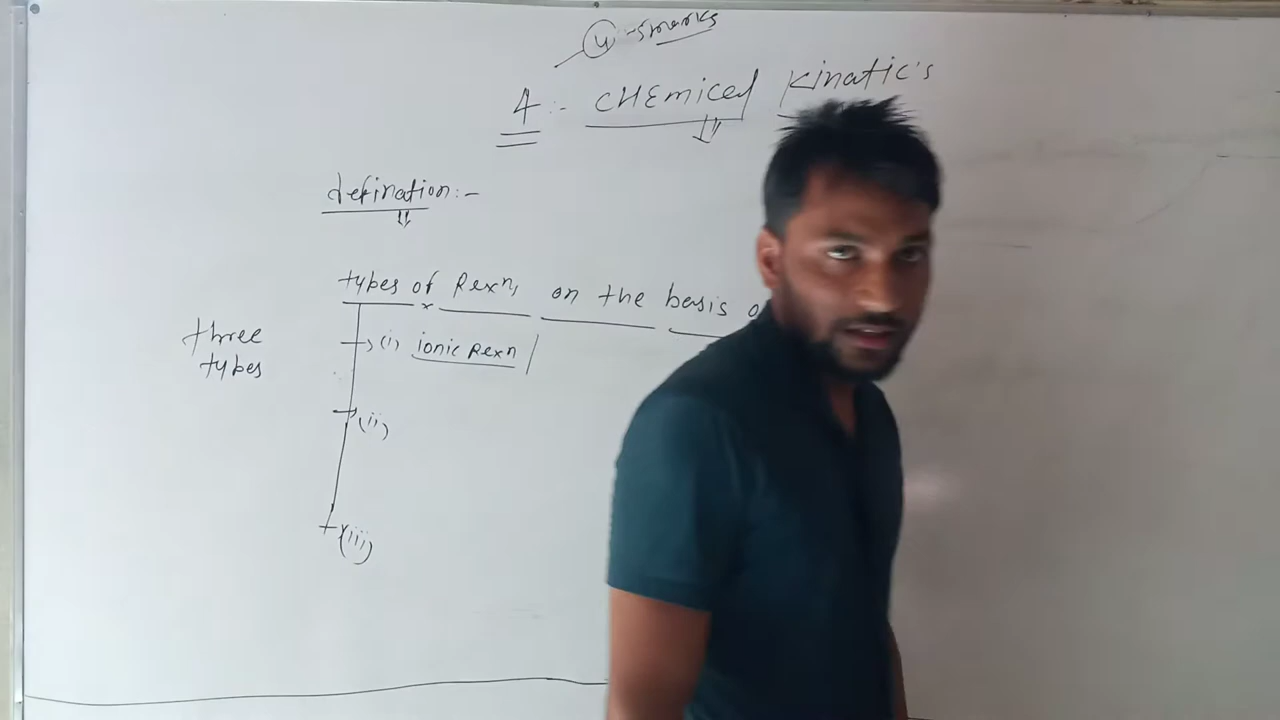 4 -5marks
4:- CHEmical Kinatic's
defination:-
types of Rexn, on the basis o
three
types
(i) ionic Rexn
(ii)
(iii)